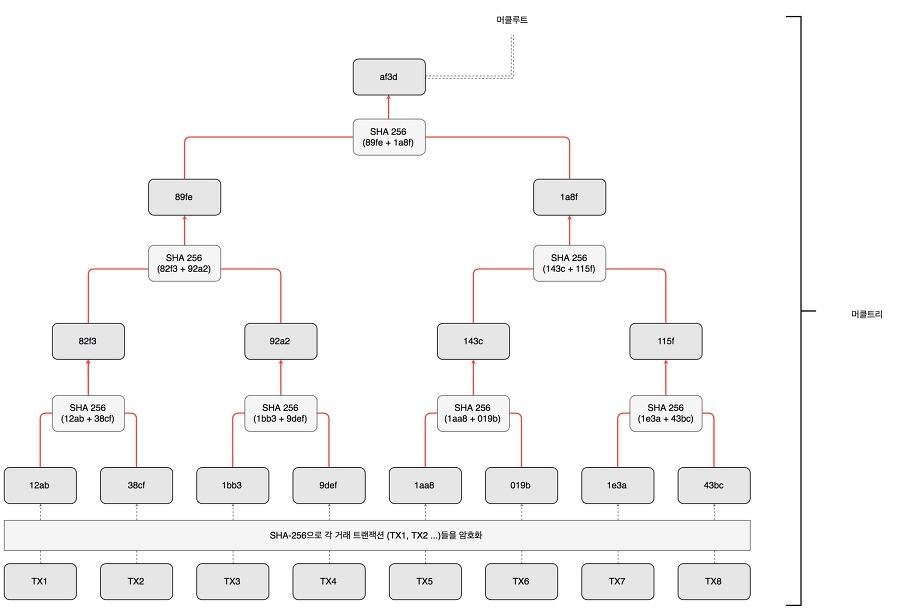 머클루트
af3d
SHA 256
(89fe + 1a8f)
89fe
1a8f
SHA 256
(82f3 + 92a2)
SHA 256
(143c + 115f)
머클트리
82f3
92a2
143c
115f
SHA 256
(12ab + 38cf)
SHA 256
(1bb3 + 9def)
SHA 256
(1aa8 + 019b)
SHA 256
(1e3a + 43bc)
12ab
38cf
1bb3
9def
1aa8
019b
1e3a
43bc
SHA-256으로 각 거래 트랜잭션 (TX1, TX2 ...)들을 암호화
TX1
TX2
TX3
TX4
TX5
TX6
TX7
TX8